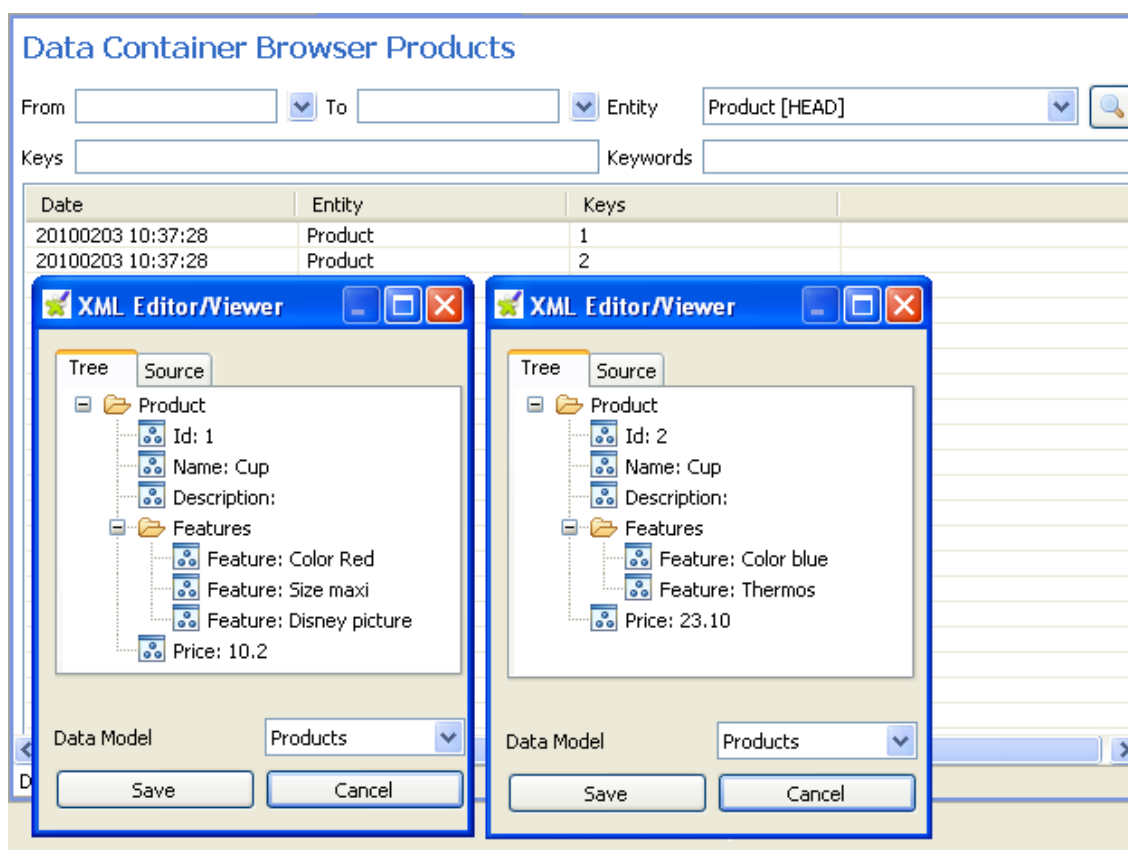 Data Container Browser Products
From To Entity Product [HEAD]
Keys Keywords
Date Entity Keys
20100203 10:37:28 Product 1
20100203 10:37:28 Product 2
XML Editor/Viewer
Tree Source
Product
Id: 1
Name: Cup
Description:
Features
Feature: Color Red
Feature: Size maxi
Feature: Disney picture
Price: 10.2
Data Model Products
Save Cancel
XML Editor/Viewer
Tree Source
Product
Id: 2
Name: Cup
Description:
Features
Feature: Color blue
Feature: Thermos
Price: 23.10
Data Model Products
Save Cancel